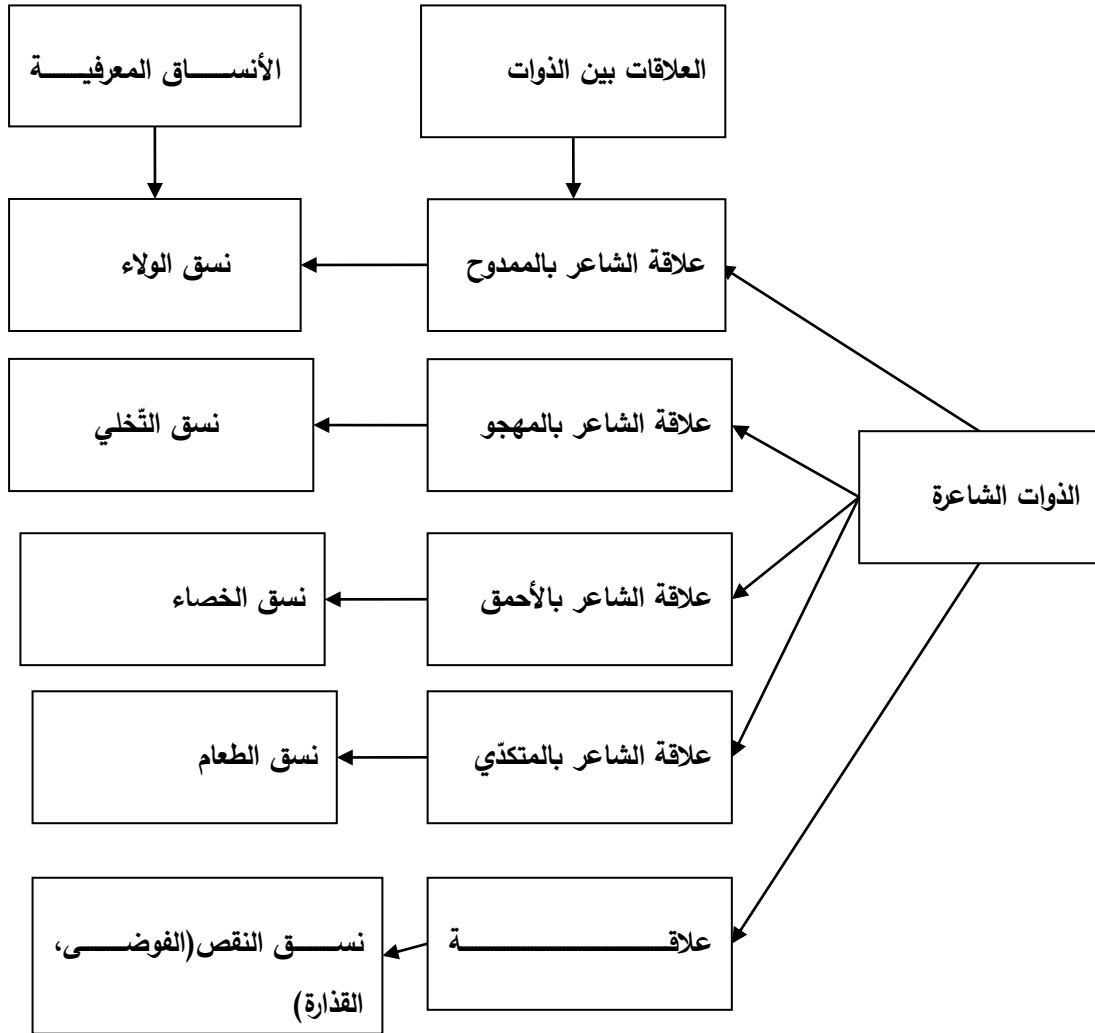 العلاقات بين الذوات
الأنساق المعرفية
علاقة الشاعر بالممدوح
نسق الولاء
علاقة الشاعر بالمهجو
نسق التّخلي
الذوات الشاعرة
علاقة الشاعر بالأحمق
نسق الخصاء
علاقة الشاعر بالمتكدّي
نسق الطعام
علاقة
نسق النقص(الفوضى،
القذارة)